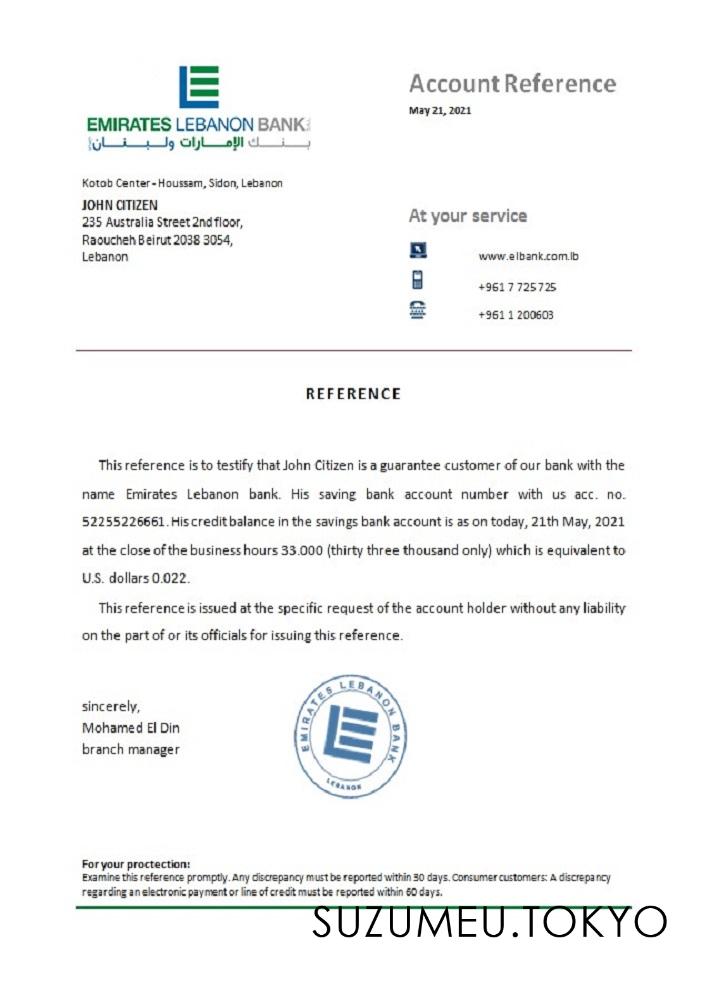 Account Reference
May 21, 2021
EMIRATES LEBANON BANK
بنك الإمارات ولبنان
Kotob Center - Houssam, Sidon, Lebanon
JOHN CITIZEN
235 Australia Street 2nd floor,
Raoucheh Beirut 2038 3054,
Lebanon
At your service
www.elbank.com.lb
+961 7 725 725
+961 1 200603
REFERENCE
This reference is to testify that John Citizen is a guarantee customer of our bank with the
name Emirates Lebanon bank. His saving bank account number with us acc. no.
52255226661. His credit balance in the savings bank account is as on today, 21th May, 2021
at the close of the business hours 33.000 (thirty three thousand only) which is equivalent to
U.S. dollars 0.022.
This reference is issued at the specific request of the account holder without any liability
on the part of or its officials for issuing this reference.
sincerely,
Mohamed El Din
branch manager
EMIRATES LEBANON BANK
LEBANON
For your proctection:
Examine this reference promptly. Any discrepancy must be reported within 30 days. Consumer customers: A discrepancy
regarding an electronic payment or line of credit must be reported within 60 days.
SUZUMEU.TOKYO